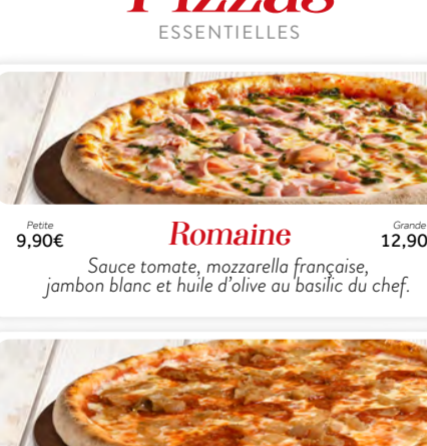 Pizzas
ESSENTIELLES
Petite
9,90€
Romaine
Grande
12,90
Sauce tomate, mozzarella française,
jambon blanc et huile d'olive au basilic du chef.